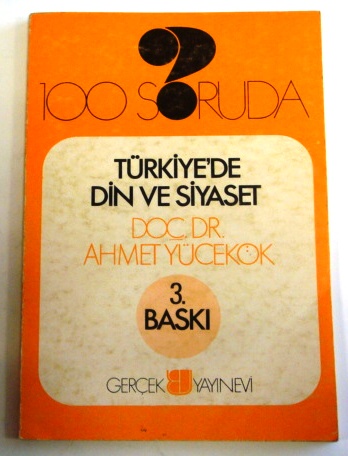 100 SORUDA
TÜRKİYE'DE
DİN VE SİYASET
DOÇ. DR.
AHMET YÜCEKÖK
3.
BASKI
GERÇEK YAYINEVİ